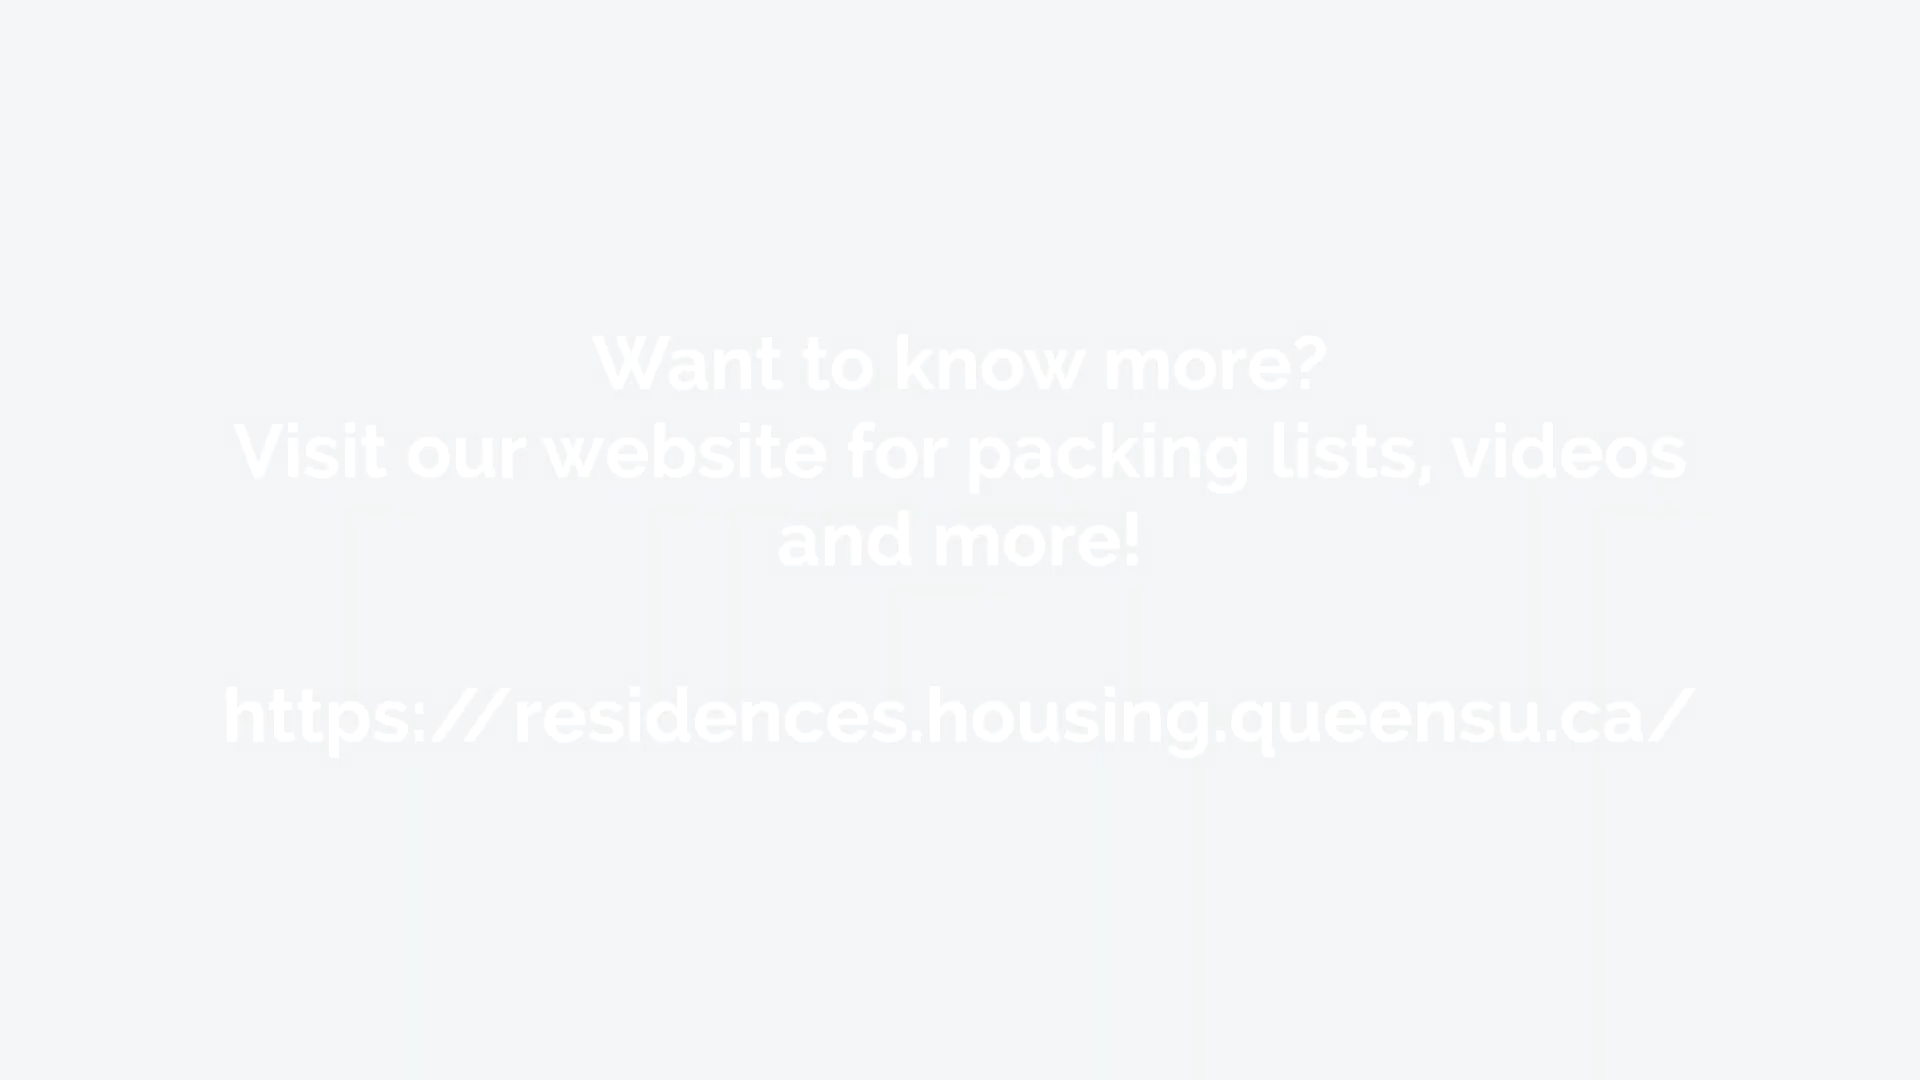 Want to know more?
Visit our website for packing lists, videos
and more!
https://residences.housing.queensu.ca/